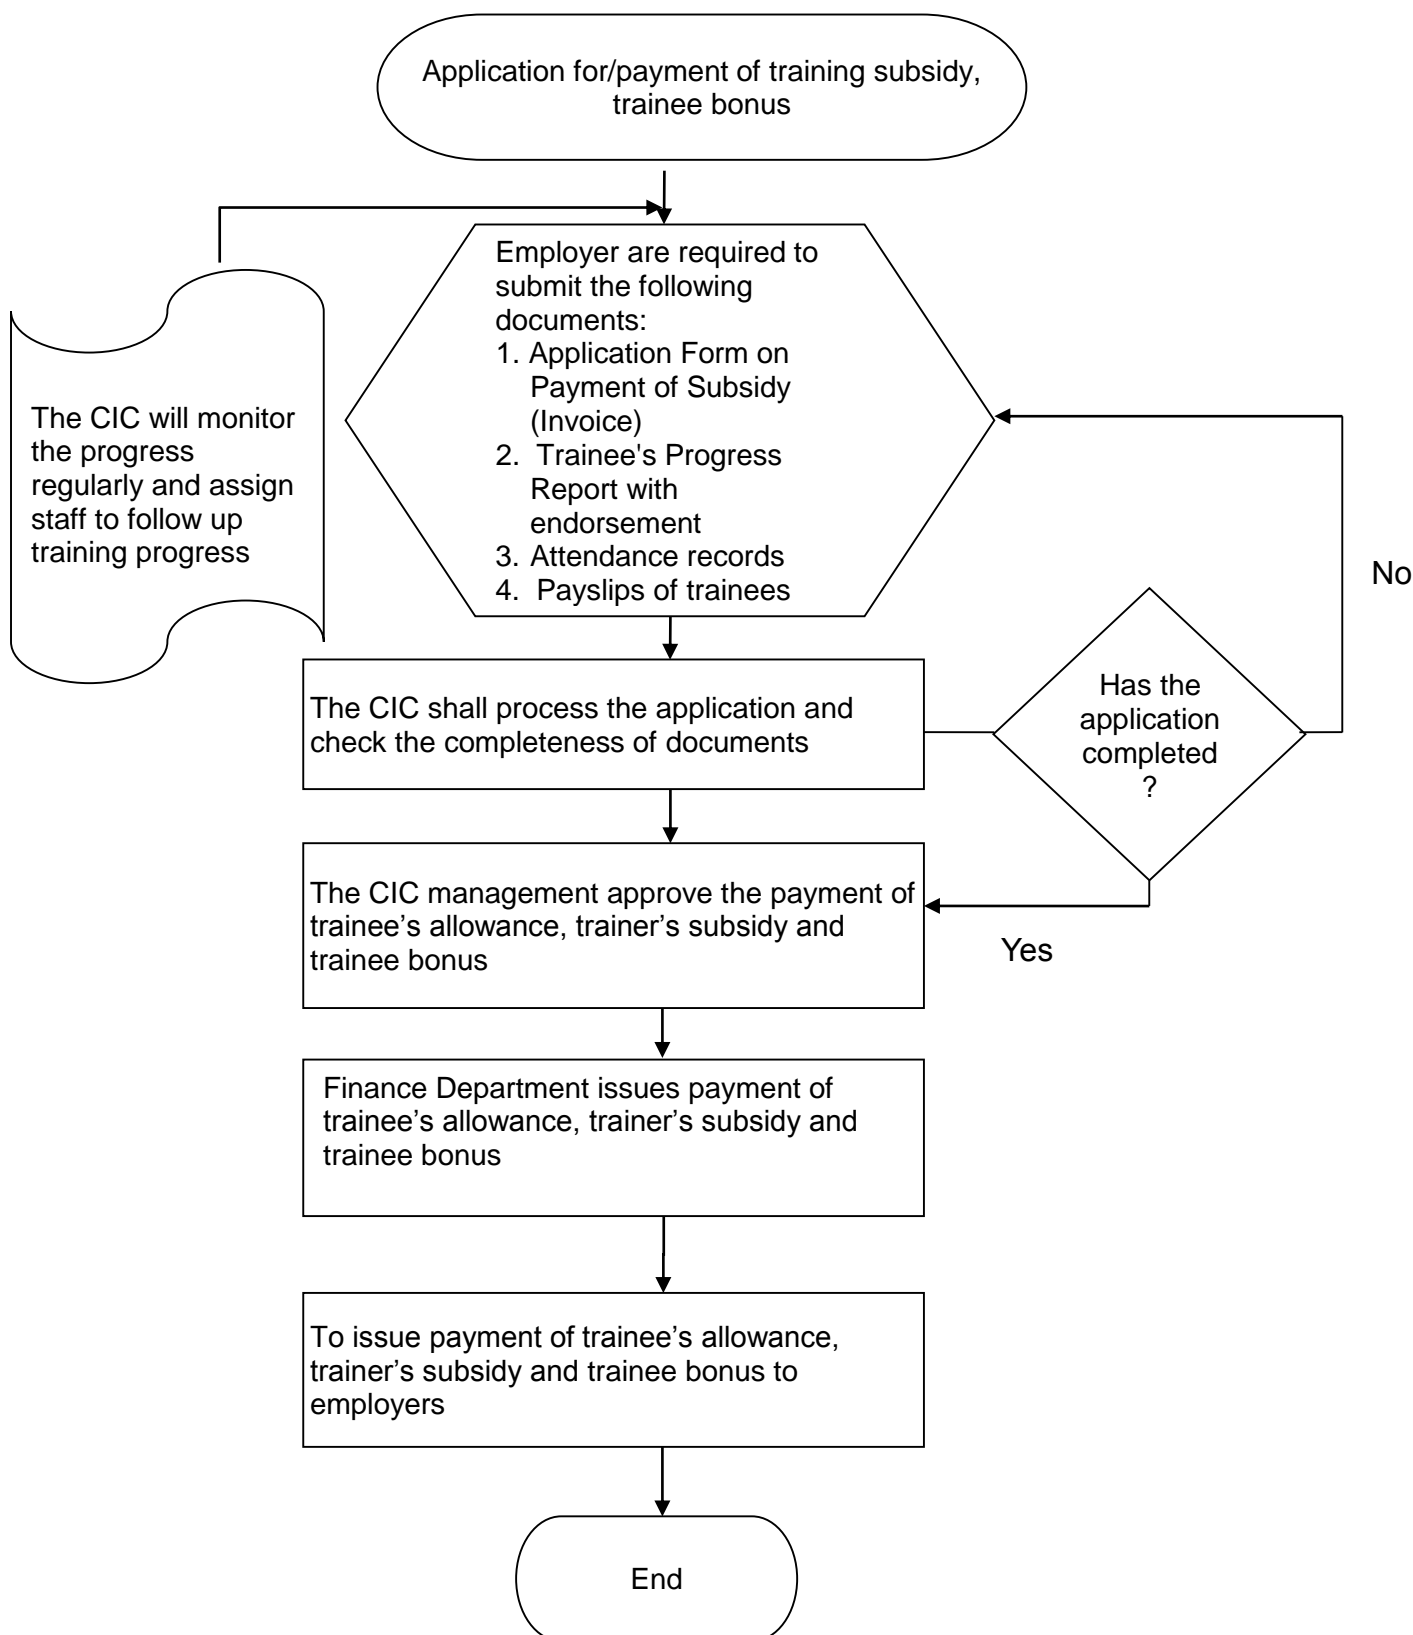 Application for/payment of training subsidy,
trainee bonus
Employer are required to
submit the following
documents:
1. Application Form on
Payment of Subsidy
(Invoice)
2. Trainee's Progress
Report with
endorsement
3. Attendance records
4. Payslips of trainees
The CIC will monitor
the progress
regularly and assign
staff to follow up
training progress
No
Has the
application
completed
?
The CIC shall process the application and
check the completeness of documents
The CIC management approve the payment of
trainee’s allowance, trainer’s subsidy and
trainee bonus
Yes
Finance Department issues payment of
trainee’s allowance, trainer’s subsidy and
trainee bonus
To issue payment of trainee’s allowance,
trainer’s subsidy and trainee bonus to
employers
End